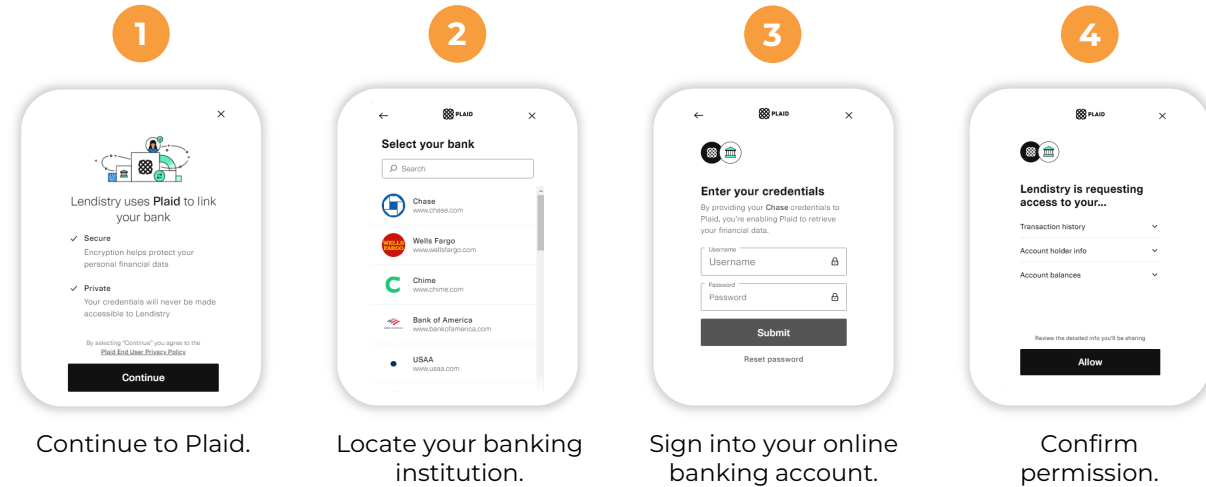 1
Lendistry uses Plaid to link
your bank
Secure
Encryption helps protect your
personal financial data
Private
Your credentials will never be made
accessible to Lendistry
By selecting "Continue" you agree to the
Plaid End User Privacy Policy
Continue
Continue to Plaid.
2
PLAID
Select your bank
Search
Chase
www.chase.com
WELLS
FARGO
Wells Fargo
www.wellsfargo.com
Chime
www.chime.com
Bank of America
www.bankofamerica.com
USAA
www.usaa.com
Locate your banking
institution.
3
PLAID
Enter your credentials
By providing your Chase credentials to
Plaid, you're enabling Plaid to retrieve
your financial data.
Username
Username
Password
Password
Submit
Reset password
Sign into your online
banking account.
4
PLAID
Lendistry is requesting
access to your...
Transaction history
Account holder info
Account balances
Review the detailed info you'll be sharing
Allow
Confirm
permission.